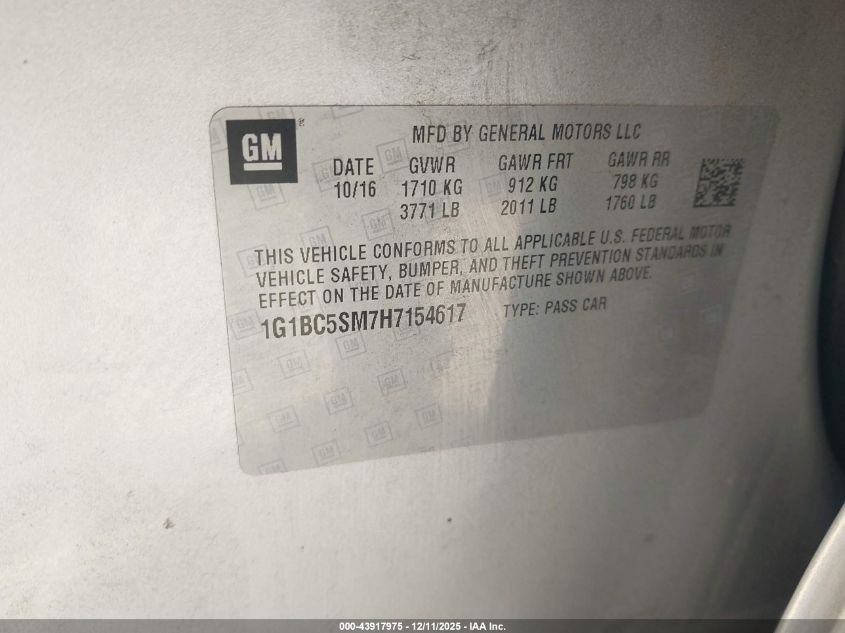 GM ®
MFD BY GENERAL MOTORS LLC
DATE GVWR GAWR FRT GAWR RR
10/16 1710 KG 912 KG 798 KG
3771 LB 2011 LB 1760 LB
THIS VEHICLE CONFORMS TO ALL APPLICABLE U.S. FEDERAL MOTOR
VEHICLE SAFETY, BUMPER, AND THEFT PREVENTION STANDARDS IN
EFFECT ON THE DATE OF MANUFACTURE SHOWN ABOVE.
1G1BC5SM7H7154617 TYPE: PASS CAR
000-43917975 - 12/11/2025 - IAA Inc.